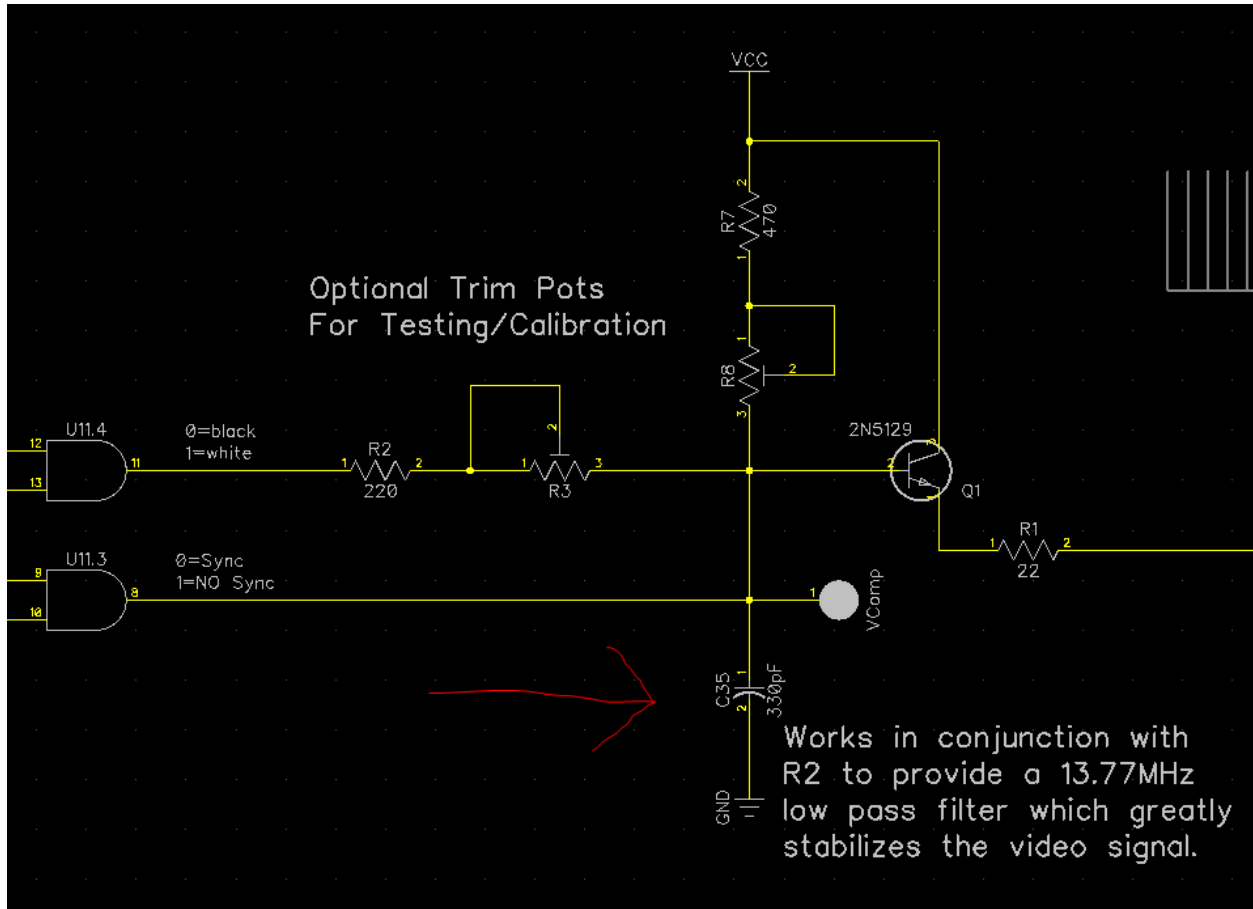 VCC
2
R7
470
1
Optional Trim Pots
For Testing/Calibration
1
R8
2
3
U11.4
12
13
11
0=black
1=white
R2
1
2
220
2
1
3
R3
2N5129
2
3
1
Q1
R1
1
2
22
U11.3
9
10
8
0=Sync
1=NO Sync
1
VComp
C35
1
2
330pF
GND
Works in conjunction with
R2 to provide a 13.77MHz
low pass filter which greatly
stabilizes the video signal.